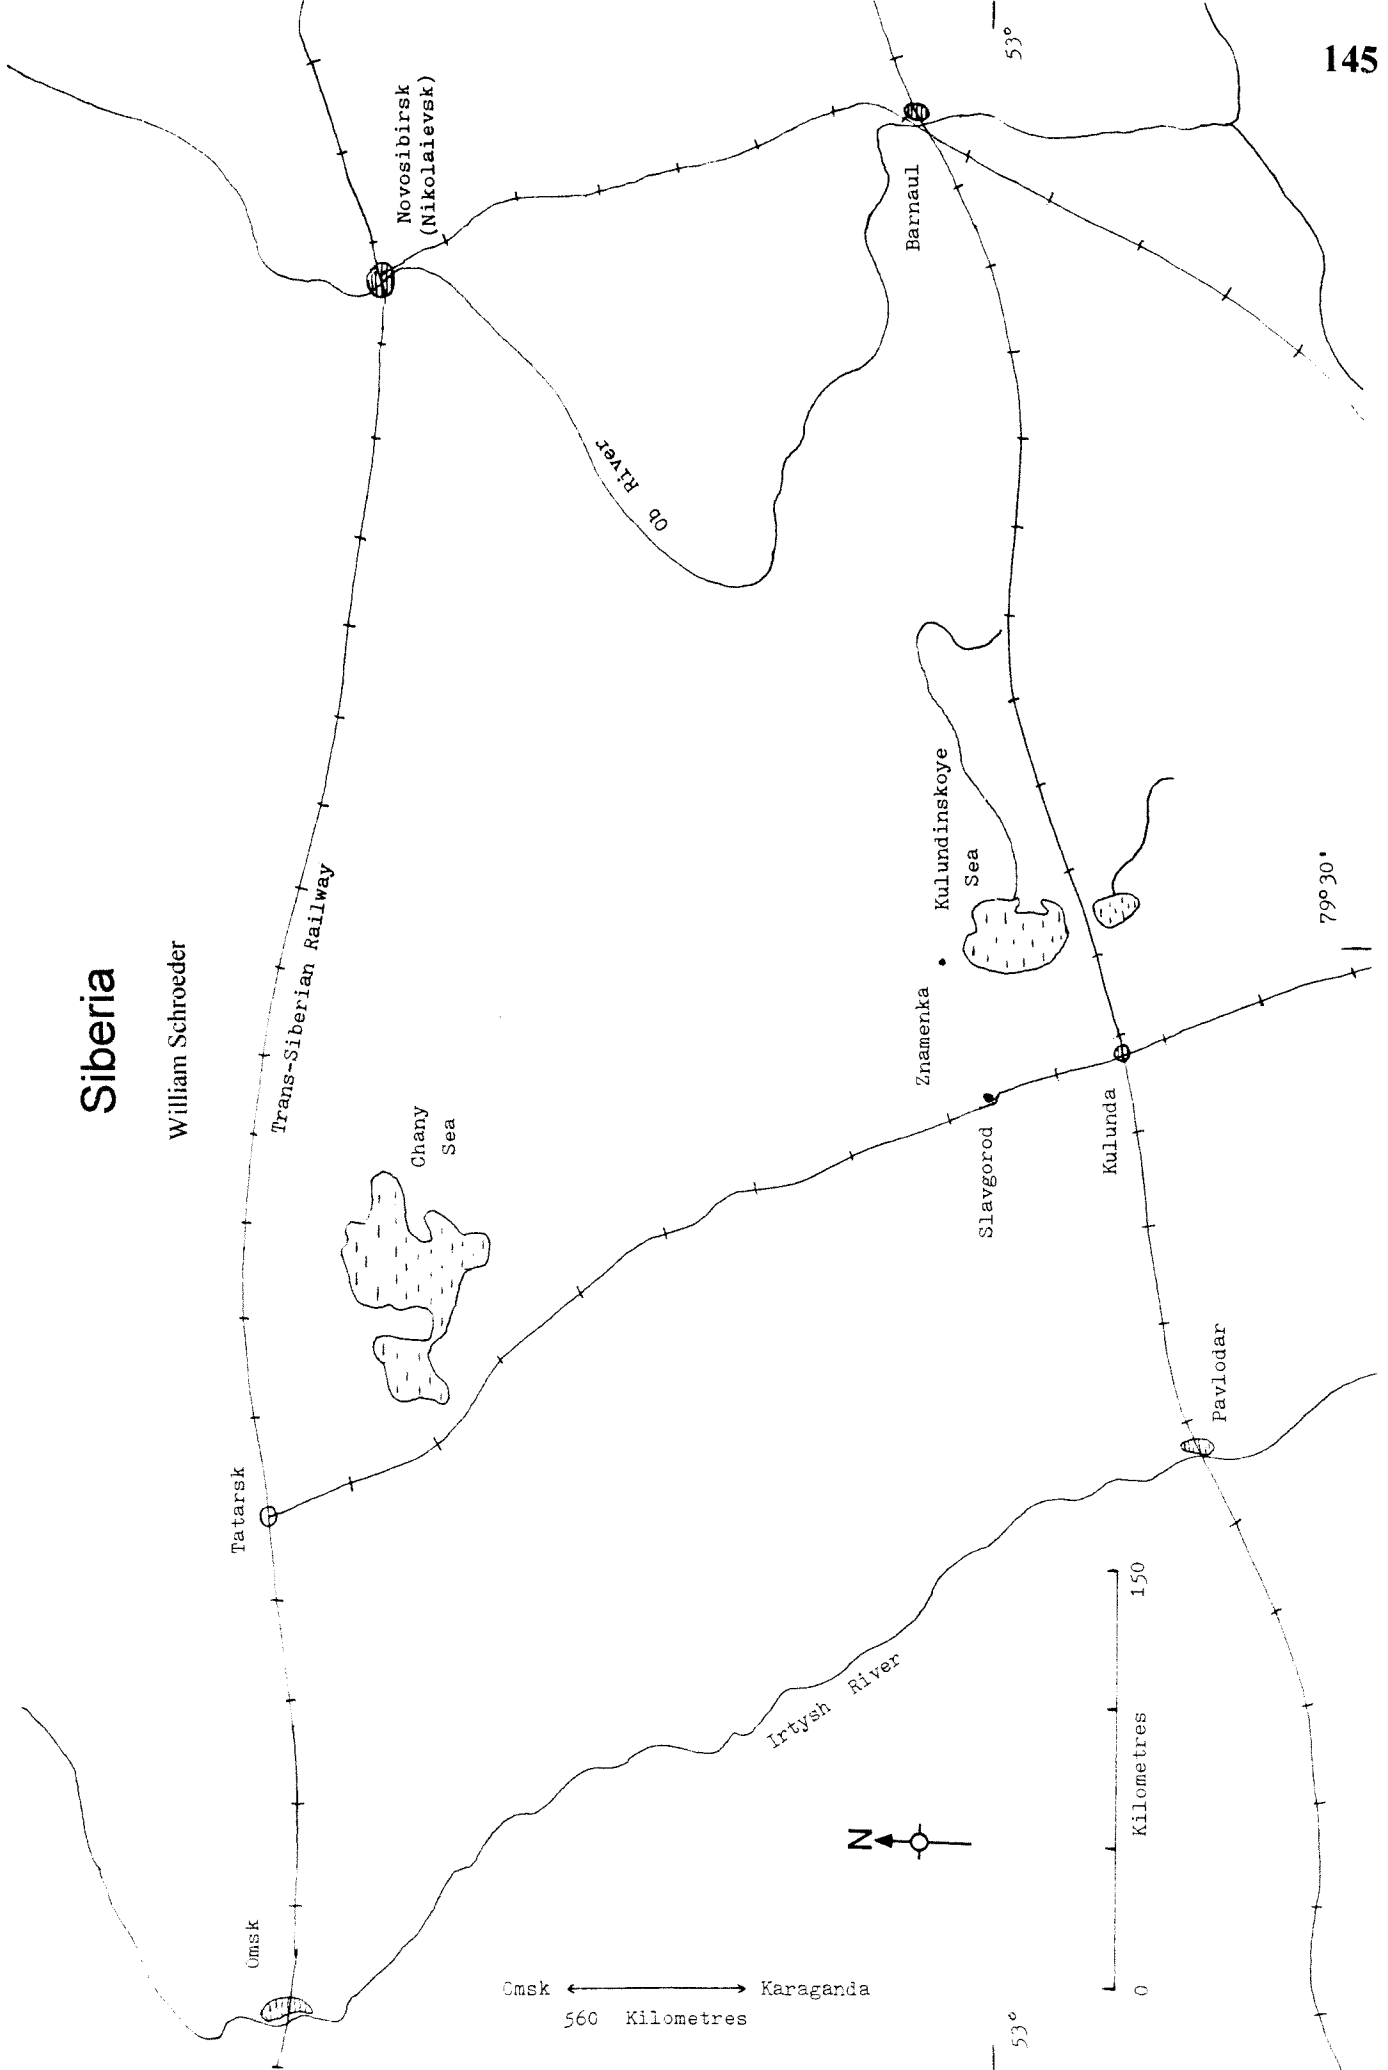 Siberia
William Schroeder
145
Omsk
Tatarsk
Trans-Siberian Railway
Chany
Sea
Novosibirsk
(Nikolaievsk)
Ob River
Barnaul
Kulundinskoye
Sea
Znamenka
Slavgorod
Kulunda
Pavlodar
Irtysh River
N
Omsk
Karaganda
560 Kilometres
0
Kilometres
150
53°
53°
79°30'